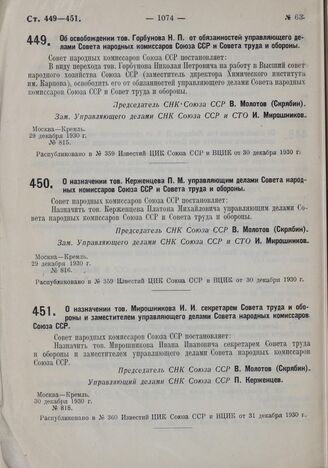 Ст. 449—451. — 1074 — № 63.
449. Об освобождении тов. Горбунова Н. П. от обязанностей управляющего де-
лами Совета народных комиссаров Союза ССР и Совета труда и обороны.
Совет народных комиссаров Союза ССР постановляет:
В виду перехода тов. Горбунова Николая Петровича на работу в Высший совет
народного хозяйства Союза ССР (заместитель директора Химического института
им. Карпова), освободить его от обязанностей управляющего делами Совета народных
комиссаров Союза ССР и Совета труда и обороны.
Председатель СНК Союза ССР В. Молотов (Скрябин).
Зам. Управляющего делами СНК Союза ССР и СТО И. Мирошников.
Москва—Кремль.
29 декабря 1930 г.
№ 815.
Распубликовано в № 359 Известий ЦИК Союза ССР и ВЦИК от 30 декабря 1930 г.
450. О назначении тов. Керженцева П. М. управляющим делами Совета народ-
ных комиссаров Союза ССР и Совета труда и обороны.
Совет народных комиссаров Союза ССР постановляет:
Назначить тов. Керженцева Платона Михайловича управляющим делами Со-
вета народных комиссаров Союза ССР и Совета труда и обороны.
Председатель СНК Союза ССР В. Молотов (Скрябин).
Зам. Управляющего делами СНК Союза ССР и СТО И. Мирошников.
Москва—Кремль.
29 декабря 1930 г.
№ 816.
Распубликовано в № 359 Известий ЦИК Союза ССР и ВЦИК от 30 декабря 1930 г.
451. О назначении тов. Мирошникова И. И. секретарем Совета труда и обо-
роны и заместителем управляющего делами Совета народных комиссаров
Союза ССР.
Совет народных комиссаров Союза ССР постановляет:
Назначить тов. Мирошникова Ивана Ивановича секретарем Совета труда
и обороны и заместителем управляющего делами Совета народных комиссаров
Союза ССР.
Председатель СНК Союза ССР В. Молотов (Скрябин).
Управляющий делами СНК Союза ССР П. Керженцев.
Москва—Кремль.
30 декабря 1930 г.
№ 818.
Распубликовано в № 360 Известий ЦИК Союза ССР и ВЦИК от 31 декабря 1930 г.